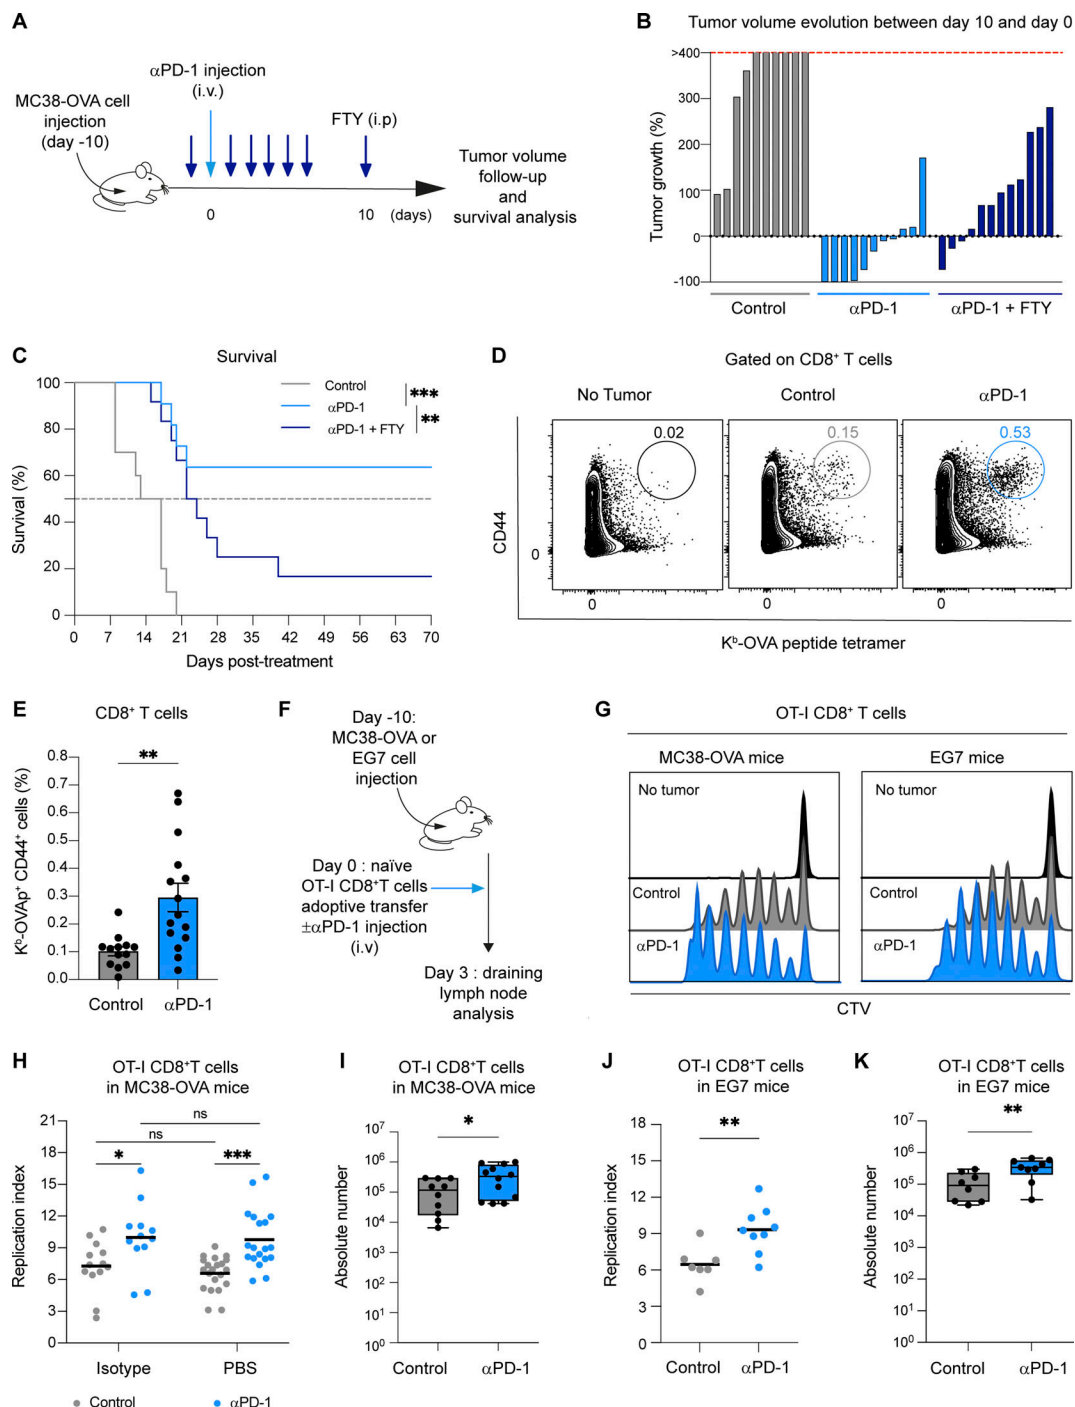 A
αPD-1 injection
(i.v.)
MC38-OVA cell
injection
(day -10)
FTY (i.p)
Tumor volume
follow-up
and
survival analysis
0
10 (days)
B Tumor volume evolution between day 10 and day 0
Tumor growth (%)
>400
300
200
100
0
-100
Control αPD-1 αPD-1 + FTY
C
Survival
Control
αPD-1
αPD-1 + FTY
***
**
Survival (%)
100
80
60
40
20
0
0 7 14 21 28 35 42 49 56 63 70
Days post-treatment
D
Gated on CD8⁺ T cells
No Tumor Control αPD-1
0.02 0.15 0.53
CD44
0
0 0 0
Kᵇ-OVA peptide tetramer
E
CD8⁺ T cells
**
Kᵇ-OVAp⁺ CD44⁺ cells (%)
0.8
0.7
0.6
0.5
0.4
0.3
0.2
0.1
0.0
Control αPD-1
F
Day -10:
MC38-OVA or
EG7 cell
injection
Day 0 : naïve
OT-I CD8⁺T cells
adoptive transfer
±αPD-1 injection
(i.v)
Day 3 : draining
lymph node
analysis
G
OT-I CD8⁺ T cells
MC38-OVA mice EG7 mice
No tumor No tumor
Control Control
αPD-1 αPD-1
CTV
H
OT-I CD8⁺T cells
in MC38-OVA mice
ns
ns
* ***
Replication index
21
18
15
12
9
6
3
0
Isotype PBS
Control αPD-1
I
OT-I CD8⁺T cells
in MC38-OVA mice
*
Absolute number
10⁷
10⁶
10⁵
10⁴
10³
10²
10¹
10⁰
Control αPD-1
J
OT-I CD8⁺T cells
in EG7 mice
**
Replication index
18
15
12
9
6
3
0
Control αPD-1
K
OT-I CD8⁺T cells
in EG7 mice
**
Absolute number
10⁷
10⁶
10⁵
10⁴
10³
10²
10¹
10⁰
Control αPD-1